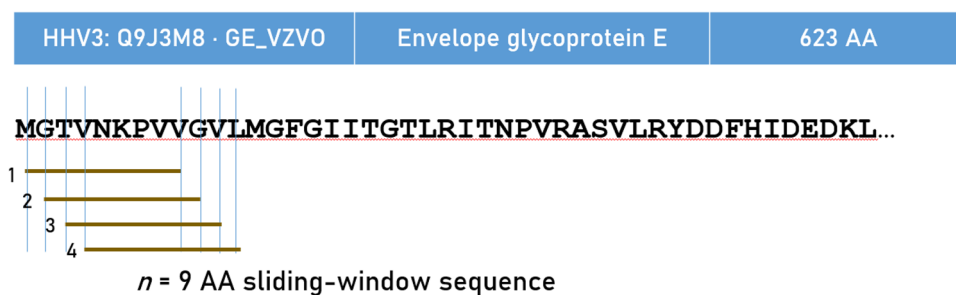 HHV3: Q9J3M8 · GE_VZVO Envelope glycoprotein E 623 AA
MGTVNKPVVGVLMGFGIITGTLRITNPVRASVLRYDDFHIDEDKL...
1
2
3
4
n = 9 AA sliding-window sequence